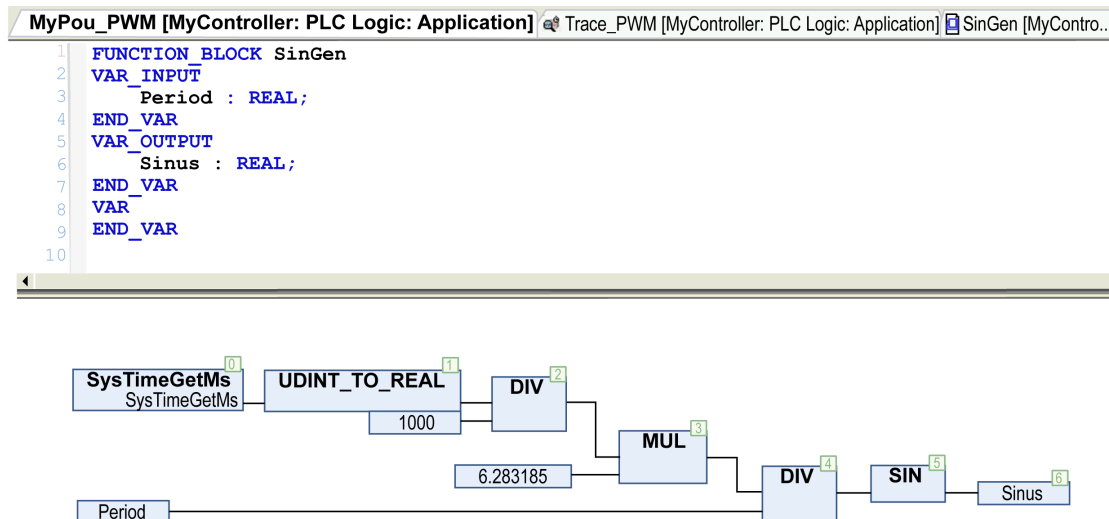 MyPou_PWM [MyController: PLC Logic: Application] Trace_PWM [MyController: PLC Logic: Application] SinGen [MyContro...
1 FUNCTION_BLOCK SinGen
2 VAR_INPUT
3 Period : REAL;
4 END_VAR
5 VAR_OUTPUT
6 Sinus : REAL;
7 END_VAR
8 VAR
9 END_VAR
10
0 1
SysTimeGetMs UDINT_TO_REAL DIV 2
SysTimeGetMs
1000
MUL 3
6.283185 DIV 4 SIN 5
Sinus 6
Period